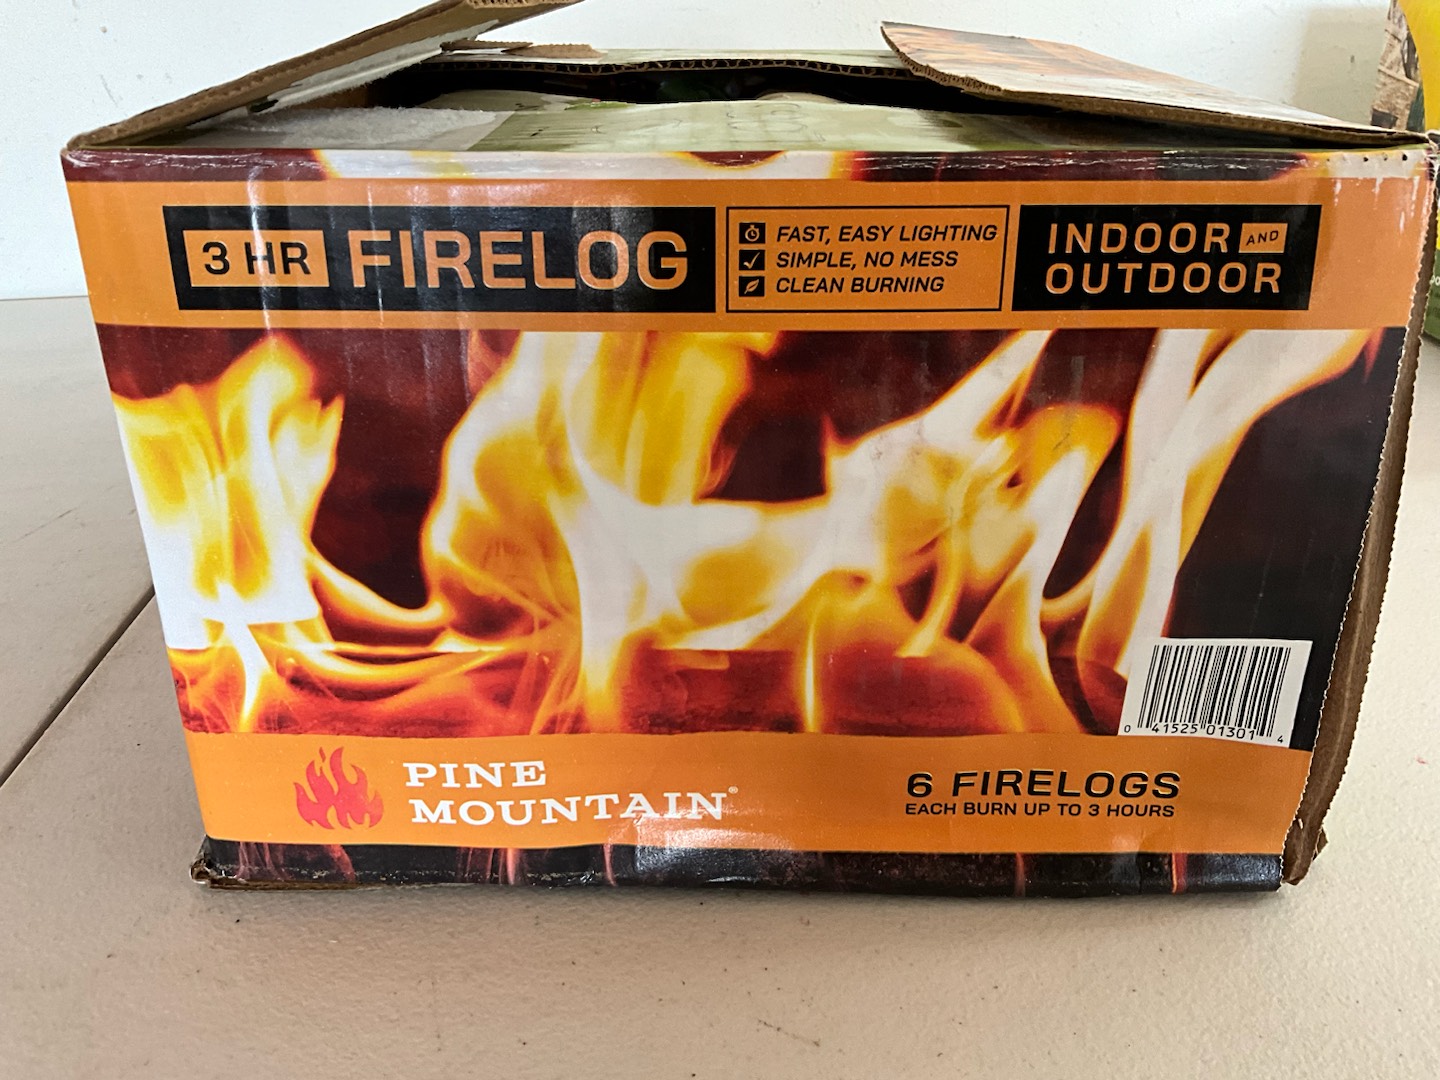 3 HR FIRELOG
FAST, EASY LIGHTING
SIMPLE, NO MESS
CLEAN BURNING
INDOOR AND
OUTDOOR
0 41525 01301 4
PINE
MOUNTAIN®
6 FIRELOGS
EACH BURN UP TO 3 HOURS